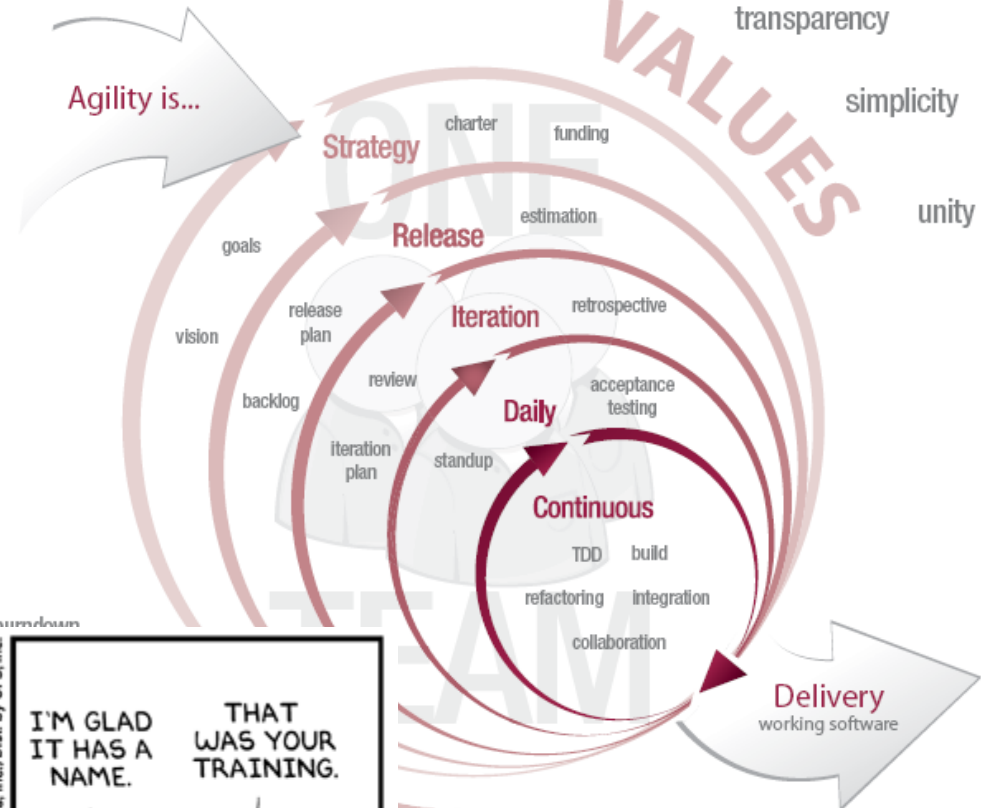 transparency
VALUES
Agility is...
simplicity
ONE
charter
funding
Strategy
unity
estimation
Release
goals
retrospective
release
plan
Iteration
vision
review
acceptance
testing
backlog
Daily
iteration
plan
standup
Continuous
TDD
build
refactoring
integration
TEAM
collaboration
Delivery
working software
I'M GLAD
IT HAS A
NAME.
THAT
WAS YOUR
TRAINING.